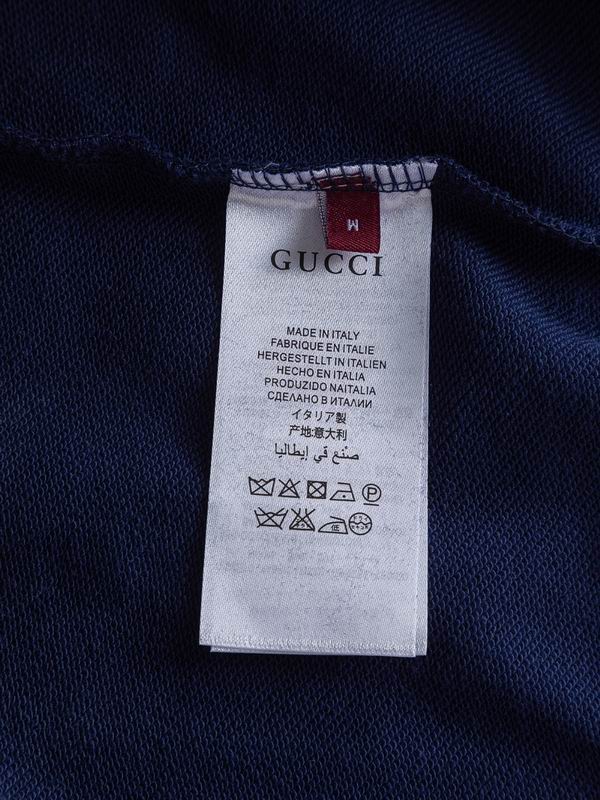 M
GUCCI
MADE IN ITALY
FABRIQUE EN ITALIE
HERGESTELLT IN ITALIEN
HECHO EN ITALIA
PRODUZIDO NAITALIA
СДЕЛАНО В ИТАЛИИ
イタリア製
产地:意大利
صنع في إيطاليا
P